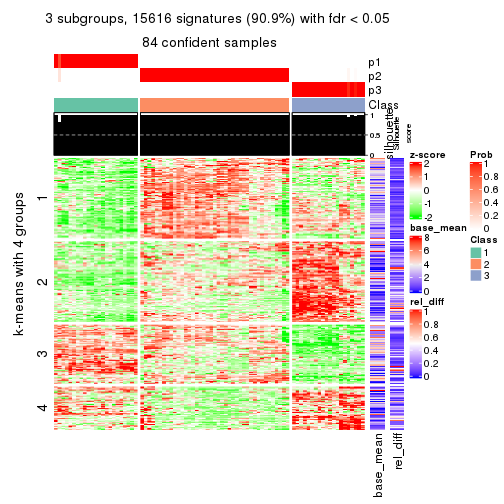 3 subgroups, 15616 signatures (90.9%) with fdr < 0.05
84 confident samples
p1
p2
p3
Class
1
0.5
0
silhouette
Silhouette
score
k-means with 4 groups
1
2
3
4
base_mean
rel_diff
z-score
2
1
0
-1
-2
base_mean
8
6
4
2
0
rel_diff
1
0.8
0.6
0.4
0.2
0
Prob
1
0.8
0.6
0.4
0.2
0
Class
1
2
3